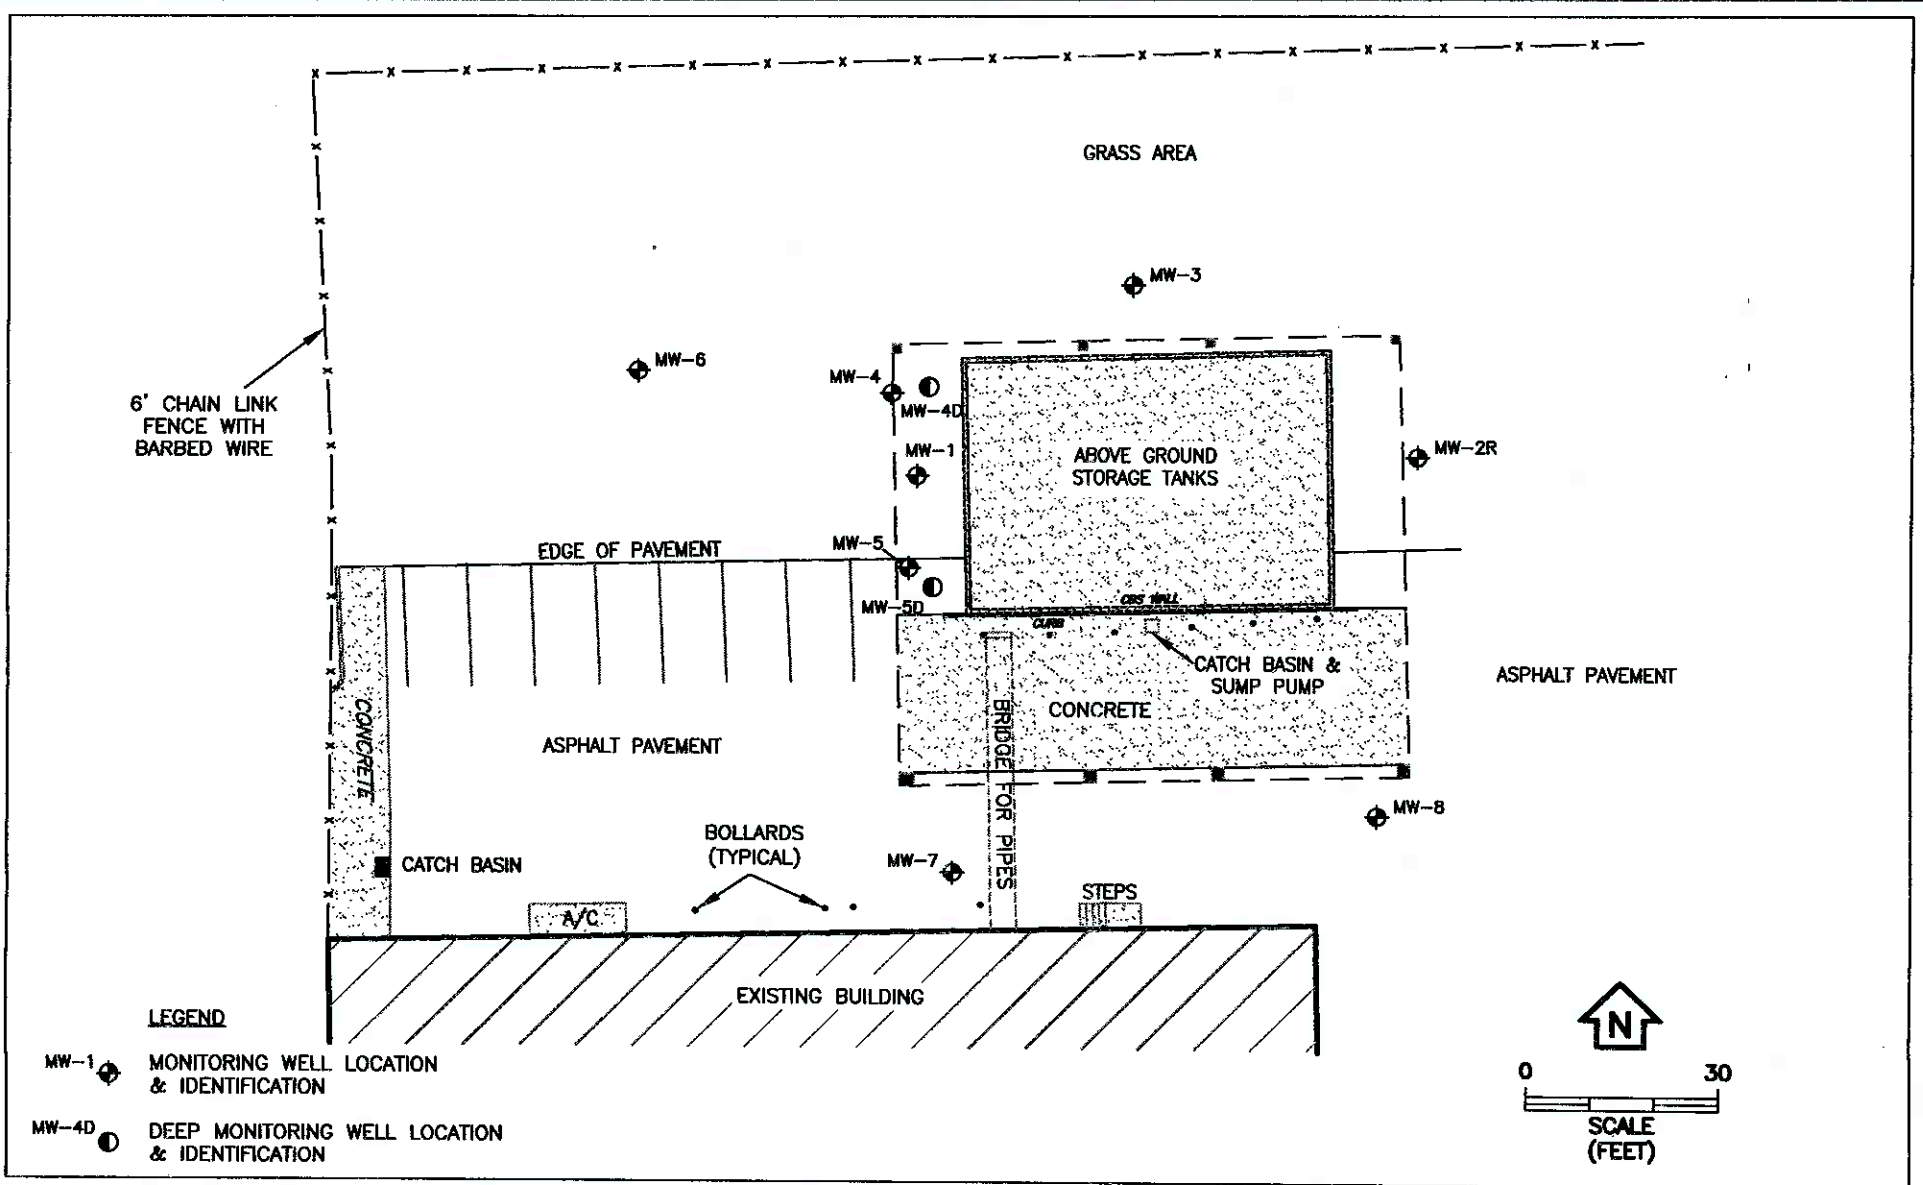 GRASS AREA
MW-3
MW-6
MW-4
MW-4D
6' CHAIN LINK
FENCE WITH
BARBED WIRE
MW-1
ABOVE GROUND
STORAGE TANKS
MW-2R
EDGE OF PAVEMENT
MW-5
MW-5D
CBS WALL
CURB
CATCH BASIN &
SUMP PUMP
ASPHALT PAVEMENT
CONCRETE
CONCRETE
BRIDGE FOR PIPES
ASPHALT PAVEMENT
MW-8
BOLLARDS
(TYPICAL)
MW-7
CATCH BASIN
STEPS
A/C
EXISTING BUILDING
LEGEND
MW-1 MONITORING WELL LOCATION
& IDENTIFICATION
MW-4D DEEP MONITORING WELL LOCATION
& IDENTIFICATION
N
0 30
SCALE
(FEET)